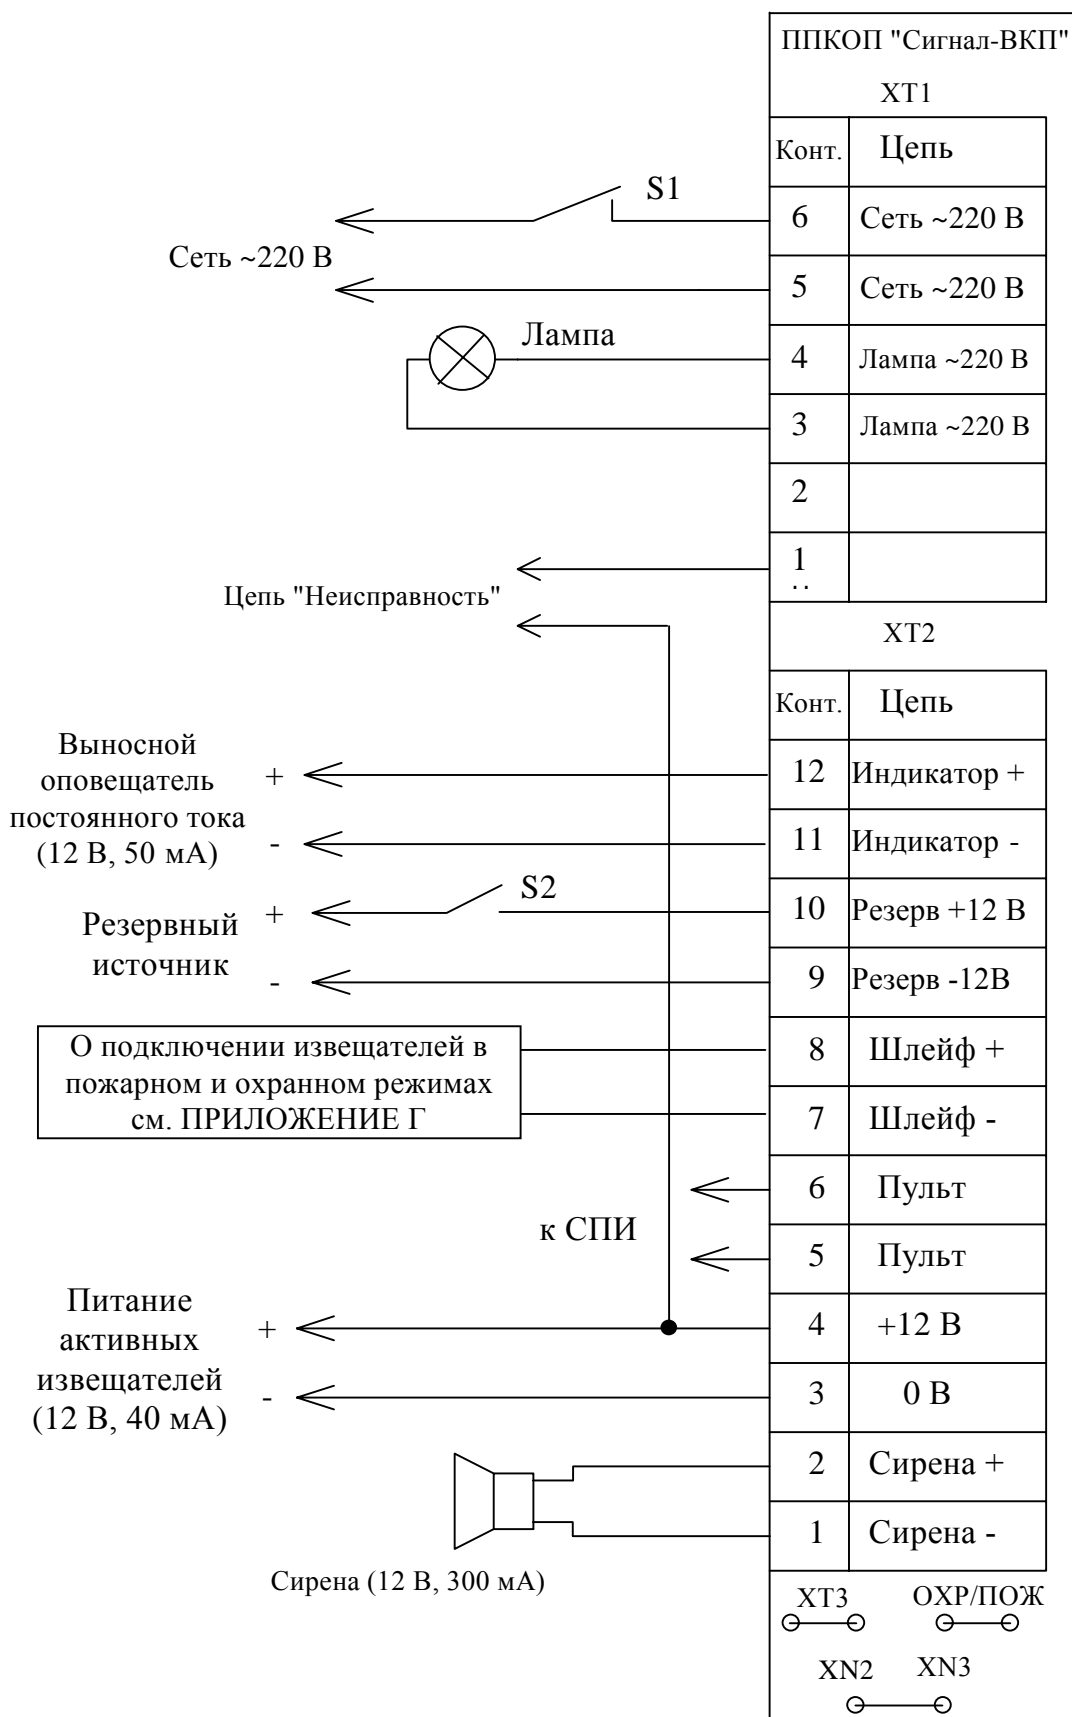 ППКОП "Сигнал-ВКП"
XT1
Конт. Цепь
S1
6 Сеть ~220 В
Сеть ~220 В
5 Сеть ~220 В
Лампа
4 Лампа ~220 В
3 Лампа ~220 В
2
1
..
Цепь "Неисправность"
XT2
Конт. Цепь
Выносной
оповещатель
постоянного тока
(12 В, 50 мА)
+
-
12 Индикатор +
11 Индикатор -
S2
Резервный
источник
+
-
10 Резерв +12 В
9 Резерв -12В
О подключении извещателей в
пожарном и охранном режимах
см. ПРИЛОЖЕНИЕ Г
8 Шлейф +
7 Шлейф -
к СПИ
6 Пульт
5 Пульт
Питание
активных
извещателей
(12 В, 40 мА)
+
-
4 +12 В
3 0 В
2 Сирена +
1 Сирена -
Сирена (12 В, 300 мА)
XT3 ОХР/ПОЖ
XN2 XN3